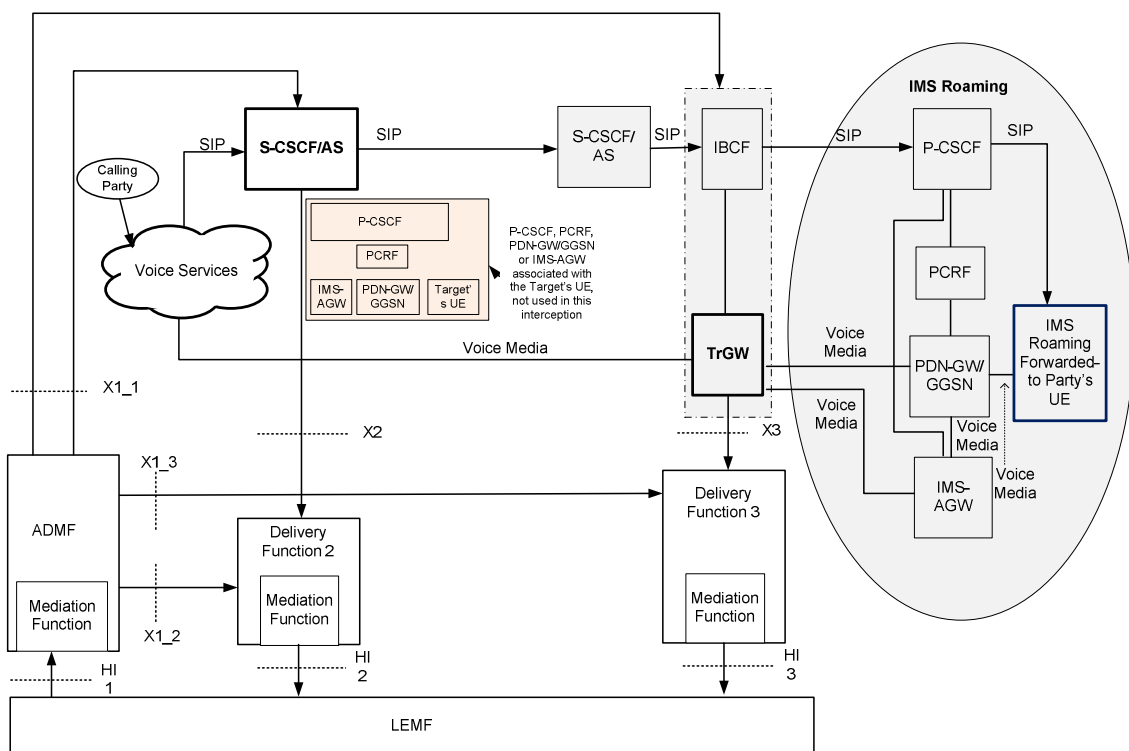 IMS Roaming
SIP
S-CSCF/AS
SIP
S-CSCF/
AS
SIP
IBCF
SIP
P-CSCF
SIP
Calling
Party
P-CSCF
PCRF
IMS-
AGW
PDN-GW/
GGSN
Target'
s UE
P-CSCF, PCRF,
PDN-GW/GGSN
or IMS-AGW
associated with
the Target's UE,
not used in this
interception
Voice Services
PCRF
Voice Media
TrGW
Voice
Media
PDN-GW/
GGSN
IMS
Roaming
Forwarded-
to Party's
UE
Voice
Media
Voice
Media
Voice
Media
IMS-
AGW
X1_1
X2
X3
X1_3
ADMF
Mediation
Function
X1_2
Delivery
Function 2
Mediation
Function
Delivery
Function 3
Mediation
Function
HI
1
HI
2
HI
3
LEMF